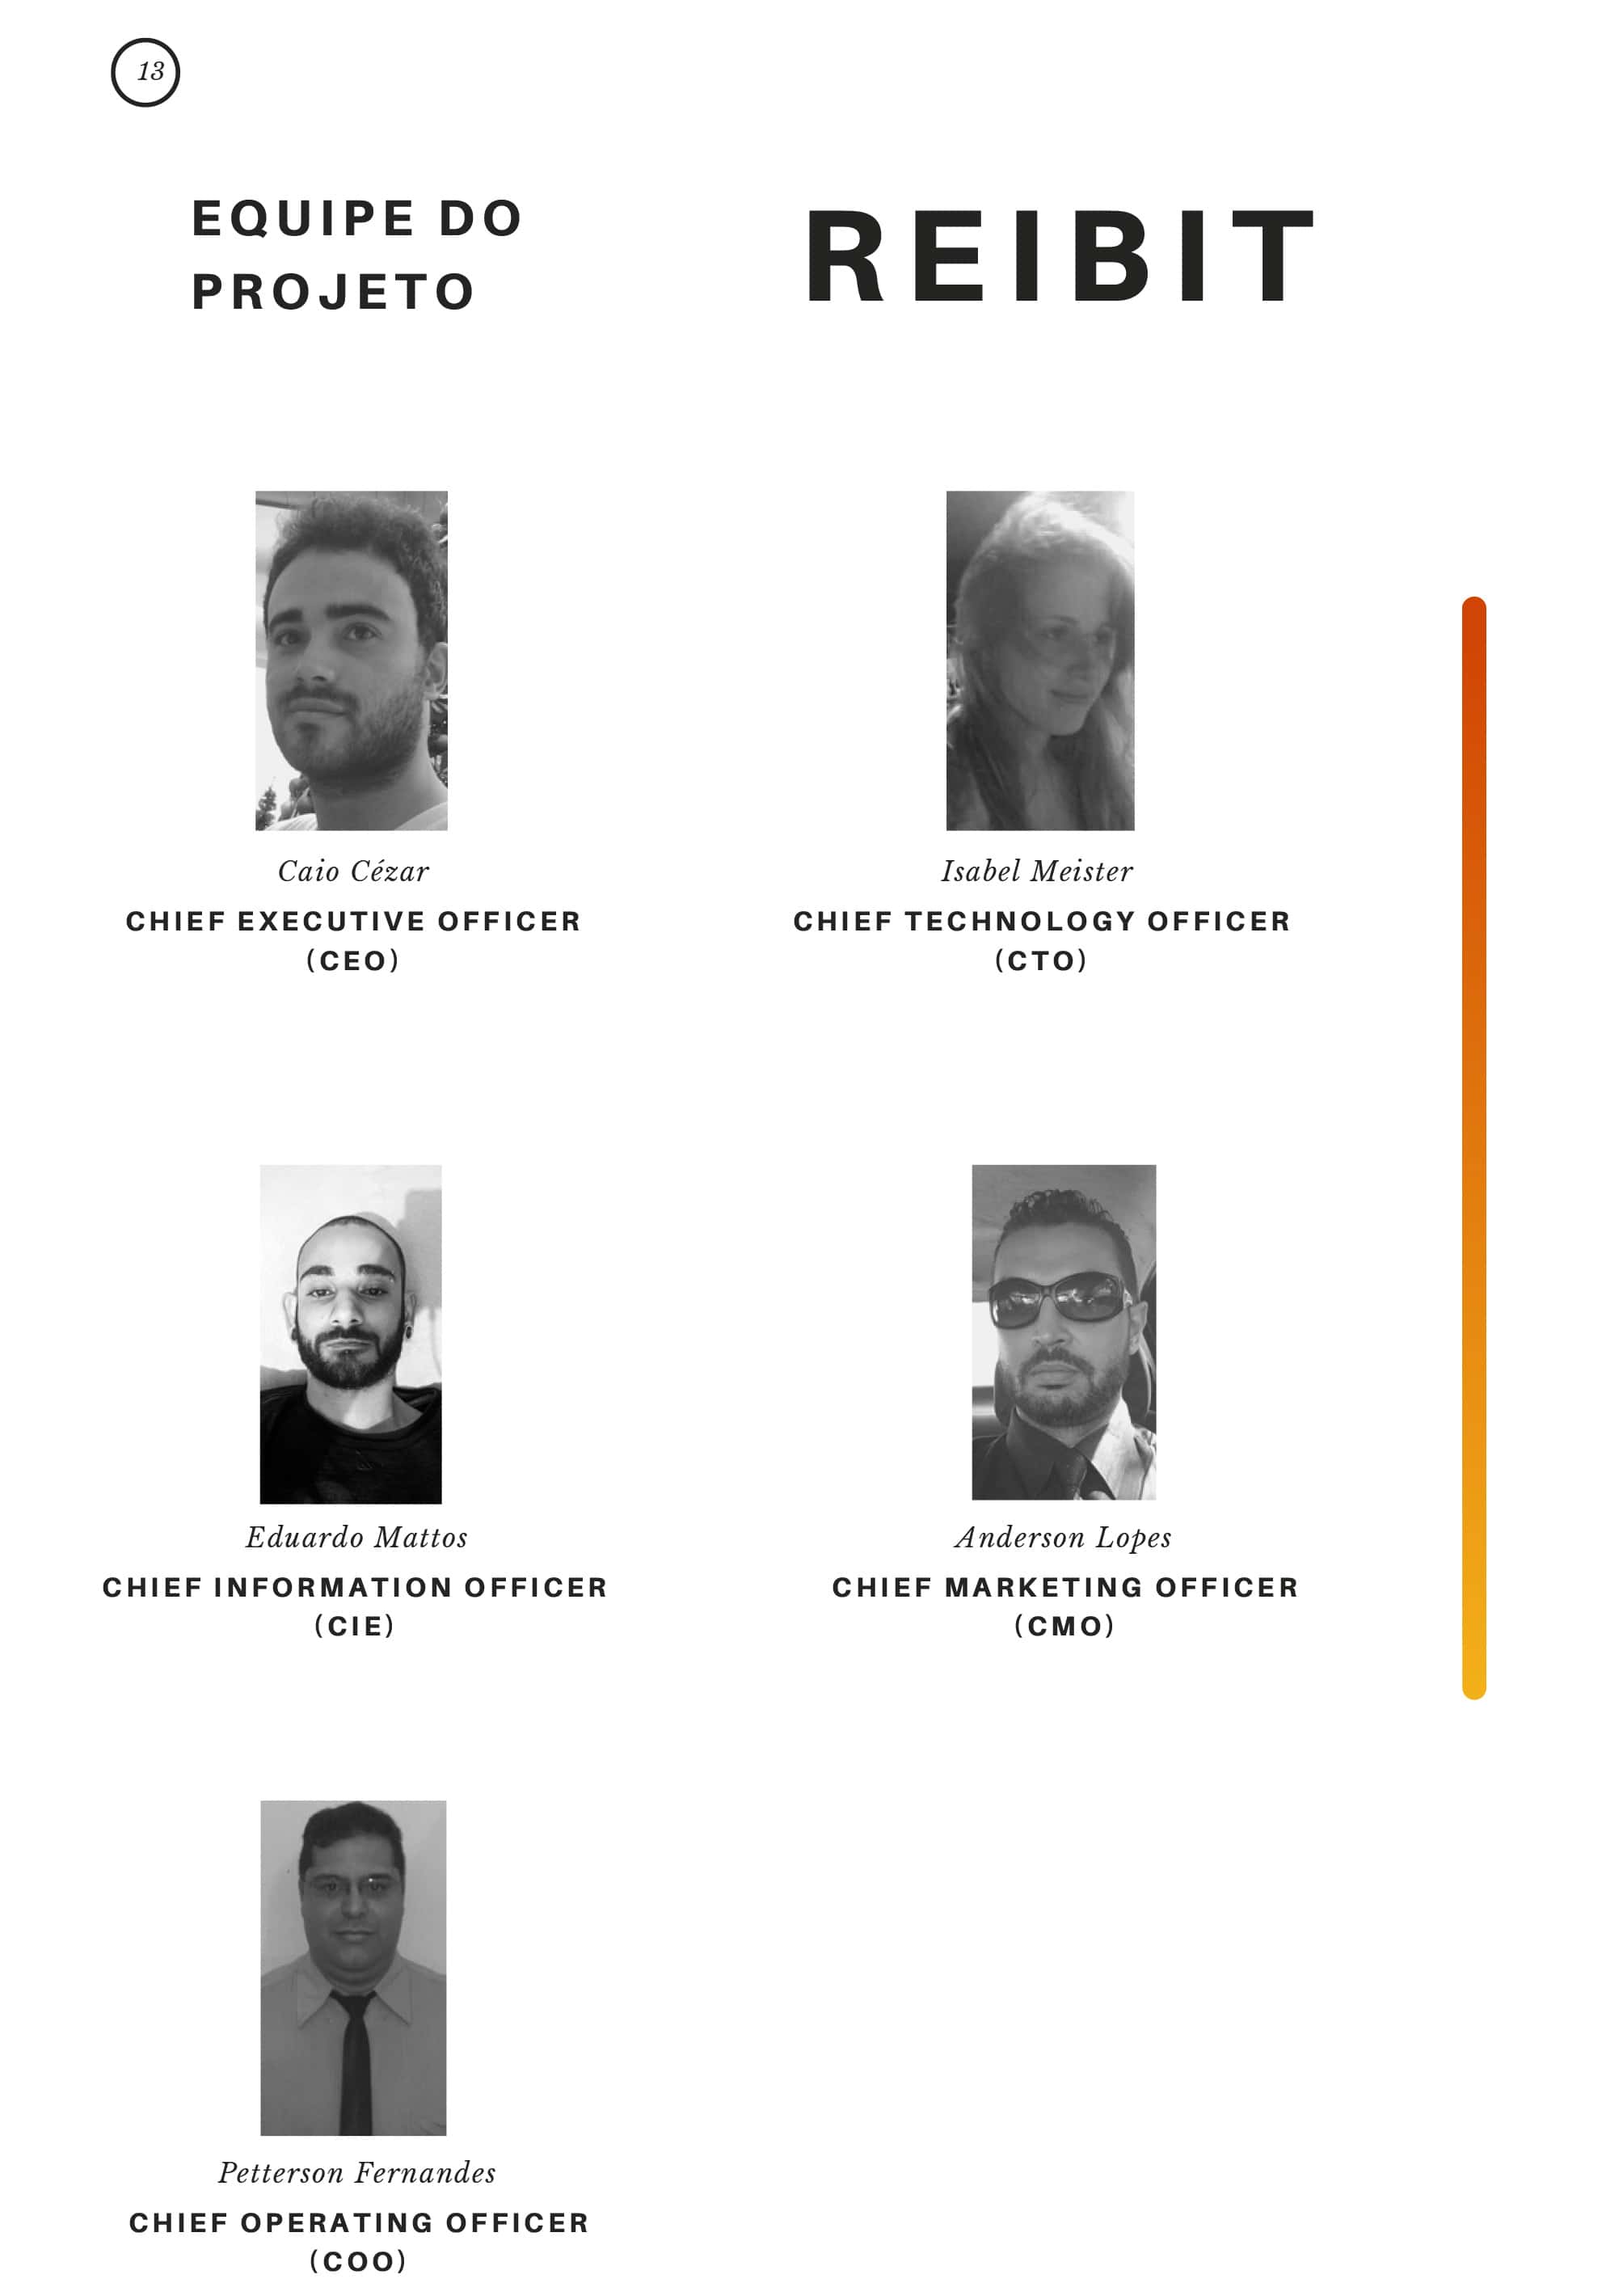 13
EQUIPE DO
PROJETO
REIBIT
Caio Cézar
CHIEF EXECUTIVE OFFICER
(CEO)
Isabel Meister
CHIEF TECHNOLOGY OFFICER
(CTO)
Eduardo Mattos
CHIEF INFORMATION OFFICER
(CIE)
Anderson Lopes
CHIEF MARKETING OFFICER
(CMO)
Petterson Fernandes
CHIEF OPERATING OFFICER
(COO)